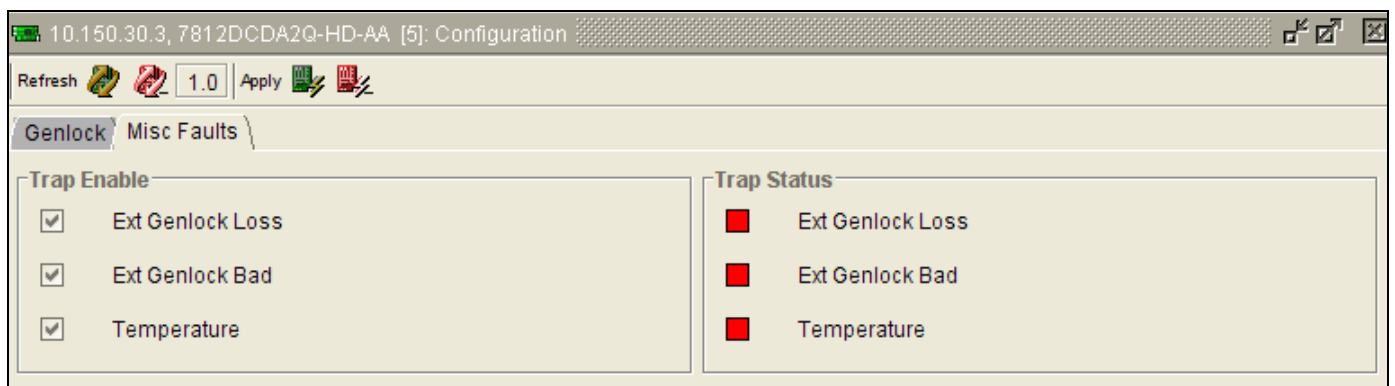 10.150.30.3, 7812DCDA2Q-HD-AA [5]: Configuration
Refresh 1.0 Apply
Genlock Misc Faults
Trap Enable
Ext Genlock Loss
Ext Genlock Bad
Temperature
Trap Status
Ext Genlock Loss
Ext Genlock Bad
Temperature